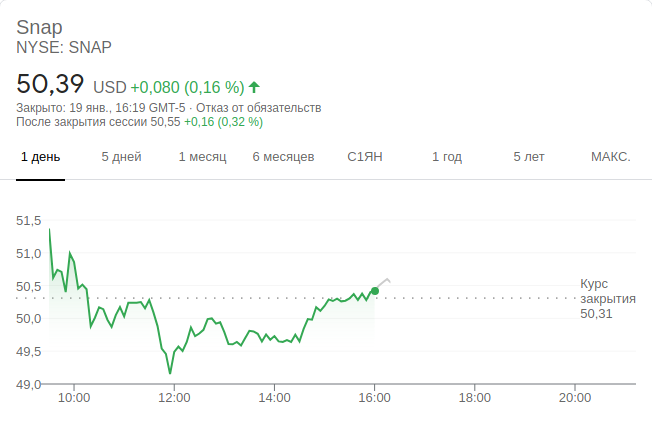 Snap
NYSE: SNAP
50,39 USD +0,080 (0,16 %)
Закрыто: 19 янв., 16:19 GMT-5 · Отказ от обязательств
После закрытия сессии 50,55 +0,16 (0,32 %)
1 день 5 дней 1 месяц 6 месяцев С1ЯН 1 год 5 лет МАКС.
51,5
51,0
50,5
50,0
49,5
49,0
Курс
закрытия
50,31
10:00 12:00 14:00 16:00 18:00 20:00